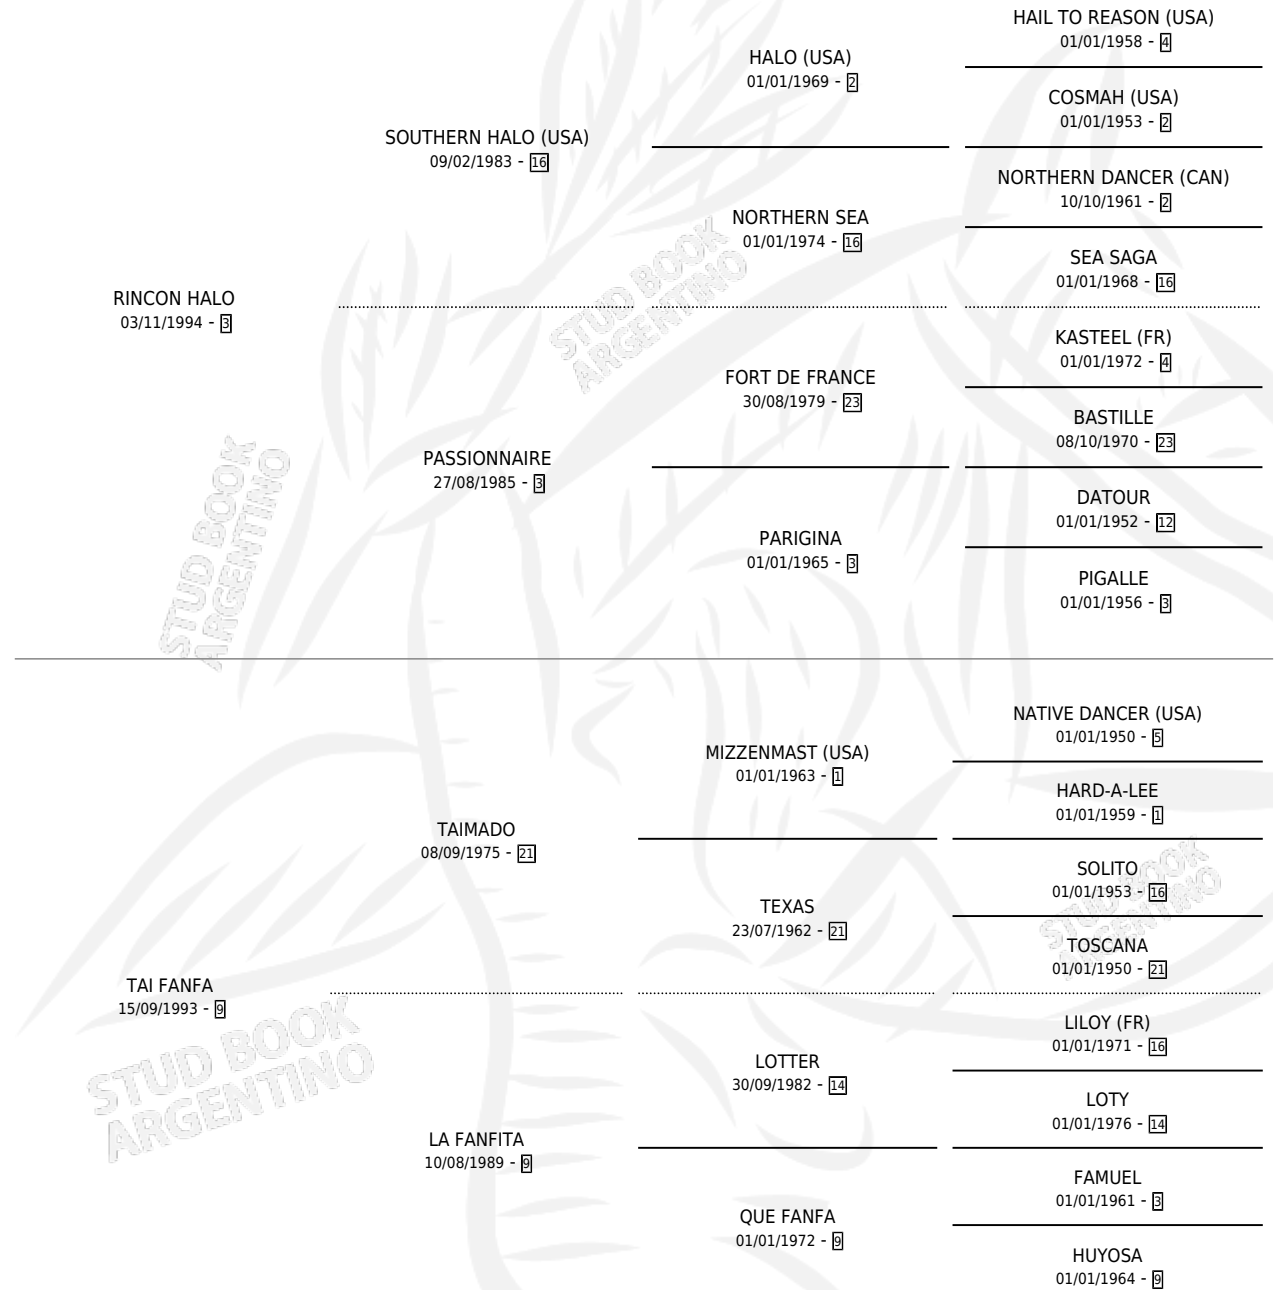 HAIL TO REASON (USA)
01/01/1958 - 4
HALO (USA)
01/01/1969 - 2
COSMAH (USA)
01/01/1953 - 2
SOUTHERN HALO (USA)
09/02/1983 - 16
NORTHERN DANCER (CAN)
10/10/1961 - 2
NORTHERN SEA
01/01/1974 - 16
SEA SAGA
01/01/1968 - 16
RINCON HALO
03/11/1994 - 3
KASTEEL (FR)
01/01/1972 - 4
FORT DE FRANCE
30/08/1979 - 23
BASTILLE
08/10/1970 - 23
PASSIONNAIRE
27/08/1985 - 3
DATOUR
01/01/1952 - 12
PARIGINA
01/01/1965 - 3
PIGALLE
01/01/1956 - 3
NATIVE DANCER (USA)
01/01/1950 - 5
MIZZENMAST (USA)
01/01/1963 - 1
HARD-A-LEE
01/01/1959 - 1
TAIMADO
08/09/1975 - 21
SOLITO
01/01/1953 - 16
TEXAS
23/07/1962 - 21
TOSCANA
01/01/1950 - 21
TAI FANFA
15/09/1993 - 9
LILOY (FR)
01/01/1971 - 16
LOTTER
30/09/1982 - 14
LOTY
01/01/1976 - 14
LA FANFITA
10/08/1989 - 9
FAMUEL
01/01/1961 - 3
QUE FANFA
01/01/1972 - 9
HUYOSA
01/01/1964 - 9
STUD BOOK
ARGENTINO
STUD BOOK
ARGENTINO
STUD BOOK
ARGENTINO
STUD BOOK
ARGENTINO